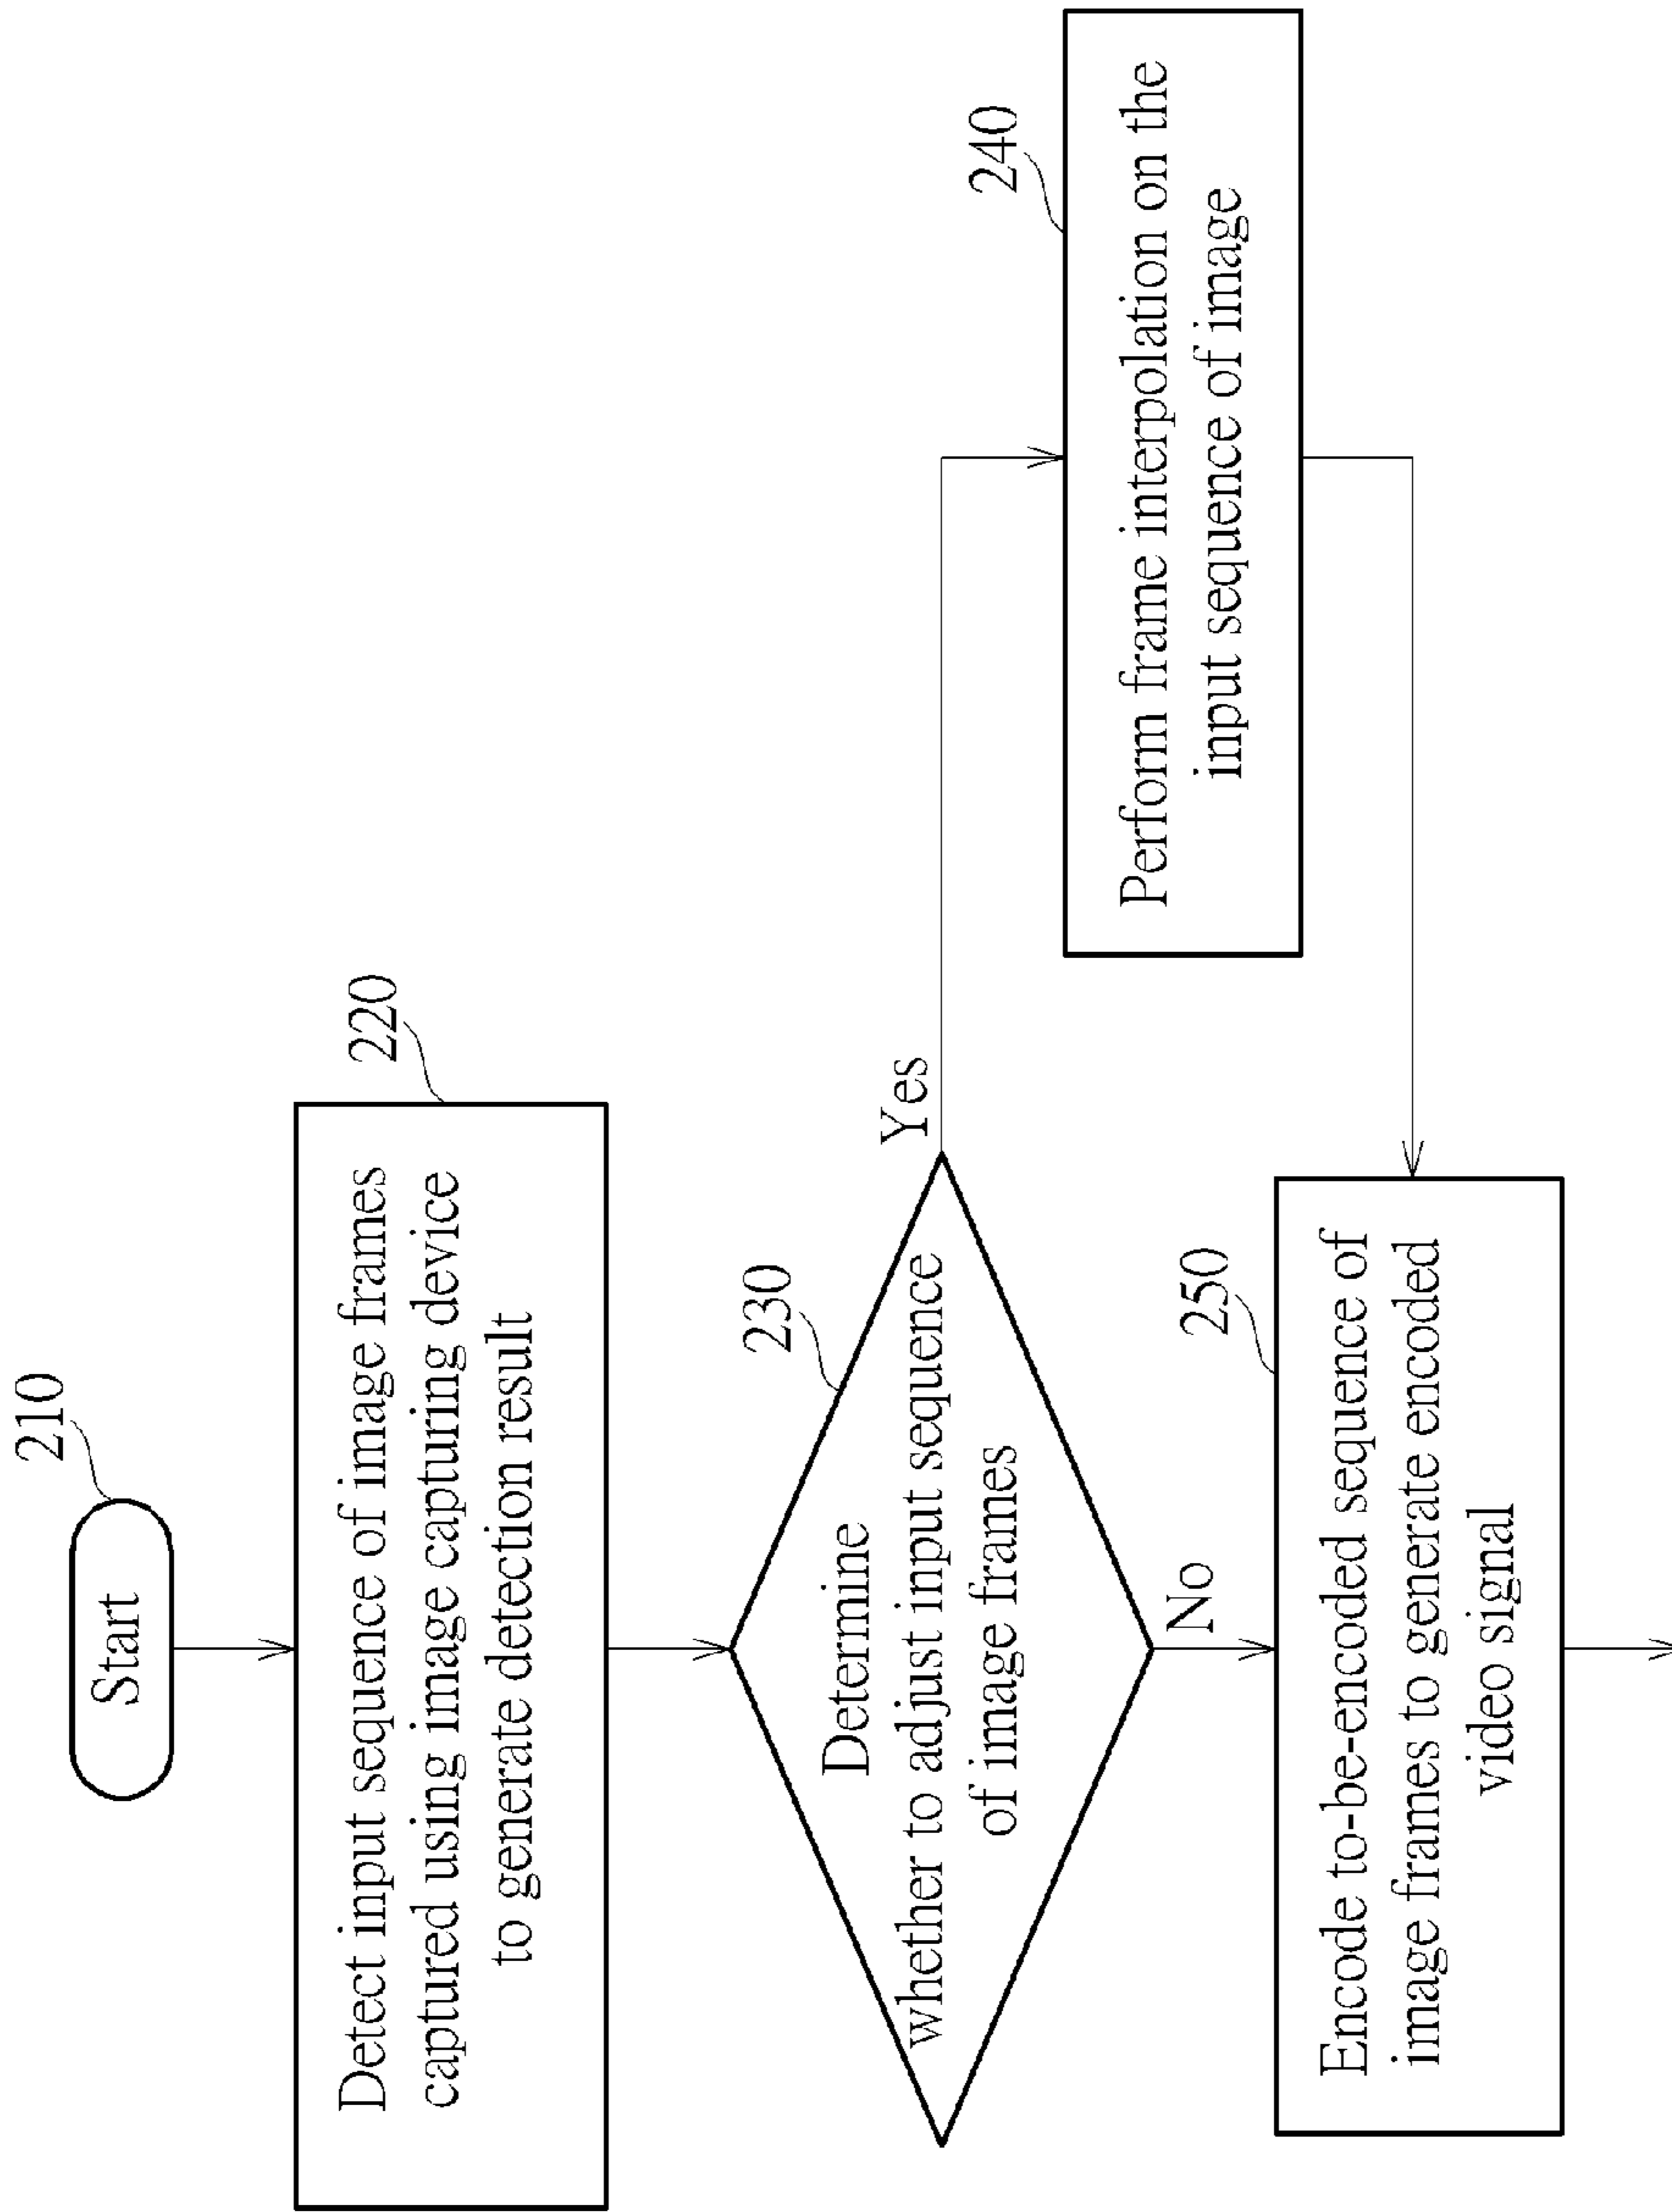 210
Start
220
Detect input sequence of image frames
captured using image capturing device
to generate detection result
230
Determine
whether to adjust input sequence
of image frames
Yes
No
240
Perform frame interpolation on the
input sequence of image
250
Encode to-be-encoded sequence of
image frames to generate encoded
video signal